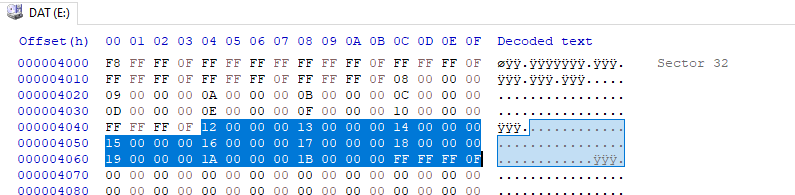 DAT (E:)
Offset(h) 00 01 02 03 04 05 06 07 08 09 0A 0B 0C 0D 0E 0F Decoded text
000004000 F8 FF FF 0F FF FF FF FF FF FF FF 0F FF FF FF 0F øÿÿ.ÿÿÿÿÿÿÿ.ÿÿÿ. Sector 32
000004010 FF FF FF 0F FF FF FF 0F FF FF FF 0F 08 00 00 00 ÿÿÿ.ÿÿÿ.ÿÿÿ.....
000004020 09 00 00 00 0A 00 00 00 0B 00 00 00 0C 00 00 00 ................
000004030 0D 00 00 00 0E 00 00 00 0F 00 00 00 10 00 00 00 ................
000004040 FF FF FF 0F 12 00 00 00 13 00 00 00 14 00 00 00 ÿÿÿ.............
000004050 15 00 00 00 16 00 00 00 17 00 00 00 18 00 00 00 ................
000004060 19 00 00 00 1A 00 00 00 1B 00 00 00 FF FF FF 0F ............ÿÿÿ.
000004070 00 00 00 00 00 00 00 00 00 00 00 00 00 00 00 00 ................
000004080 00 00 00 00 00 00 00 00 00 00 00 00 00 00 00 00 ................